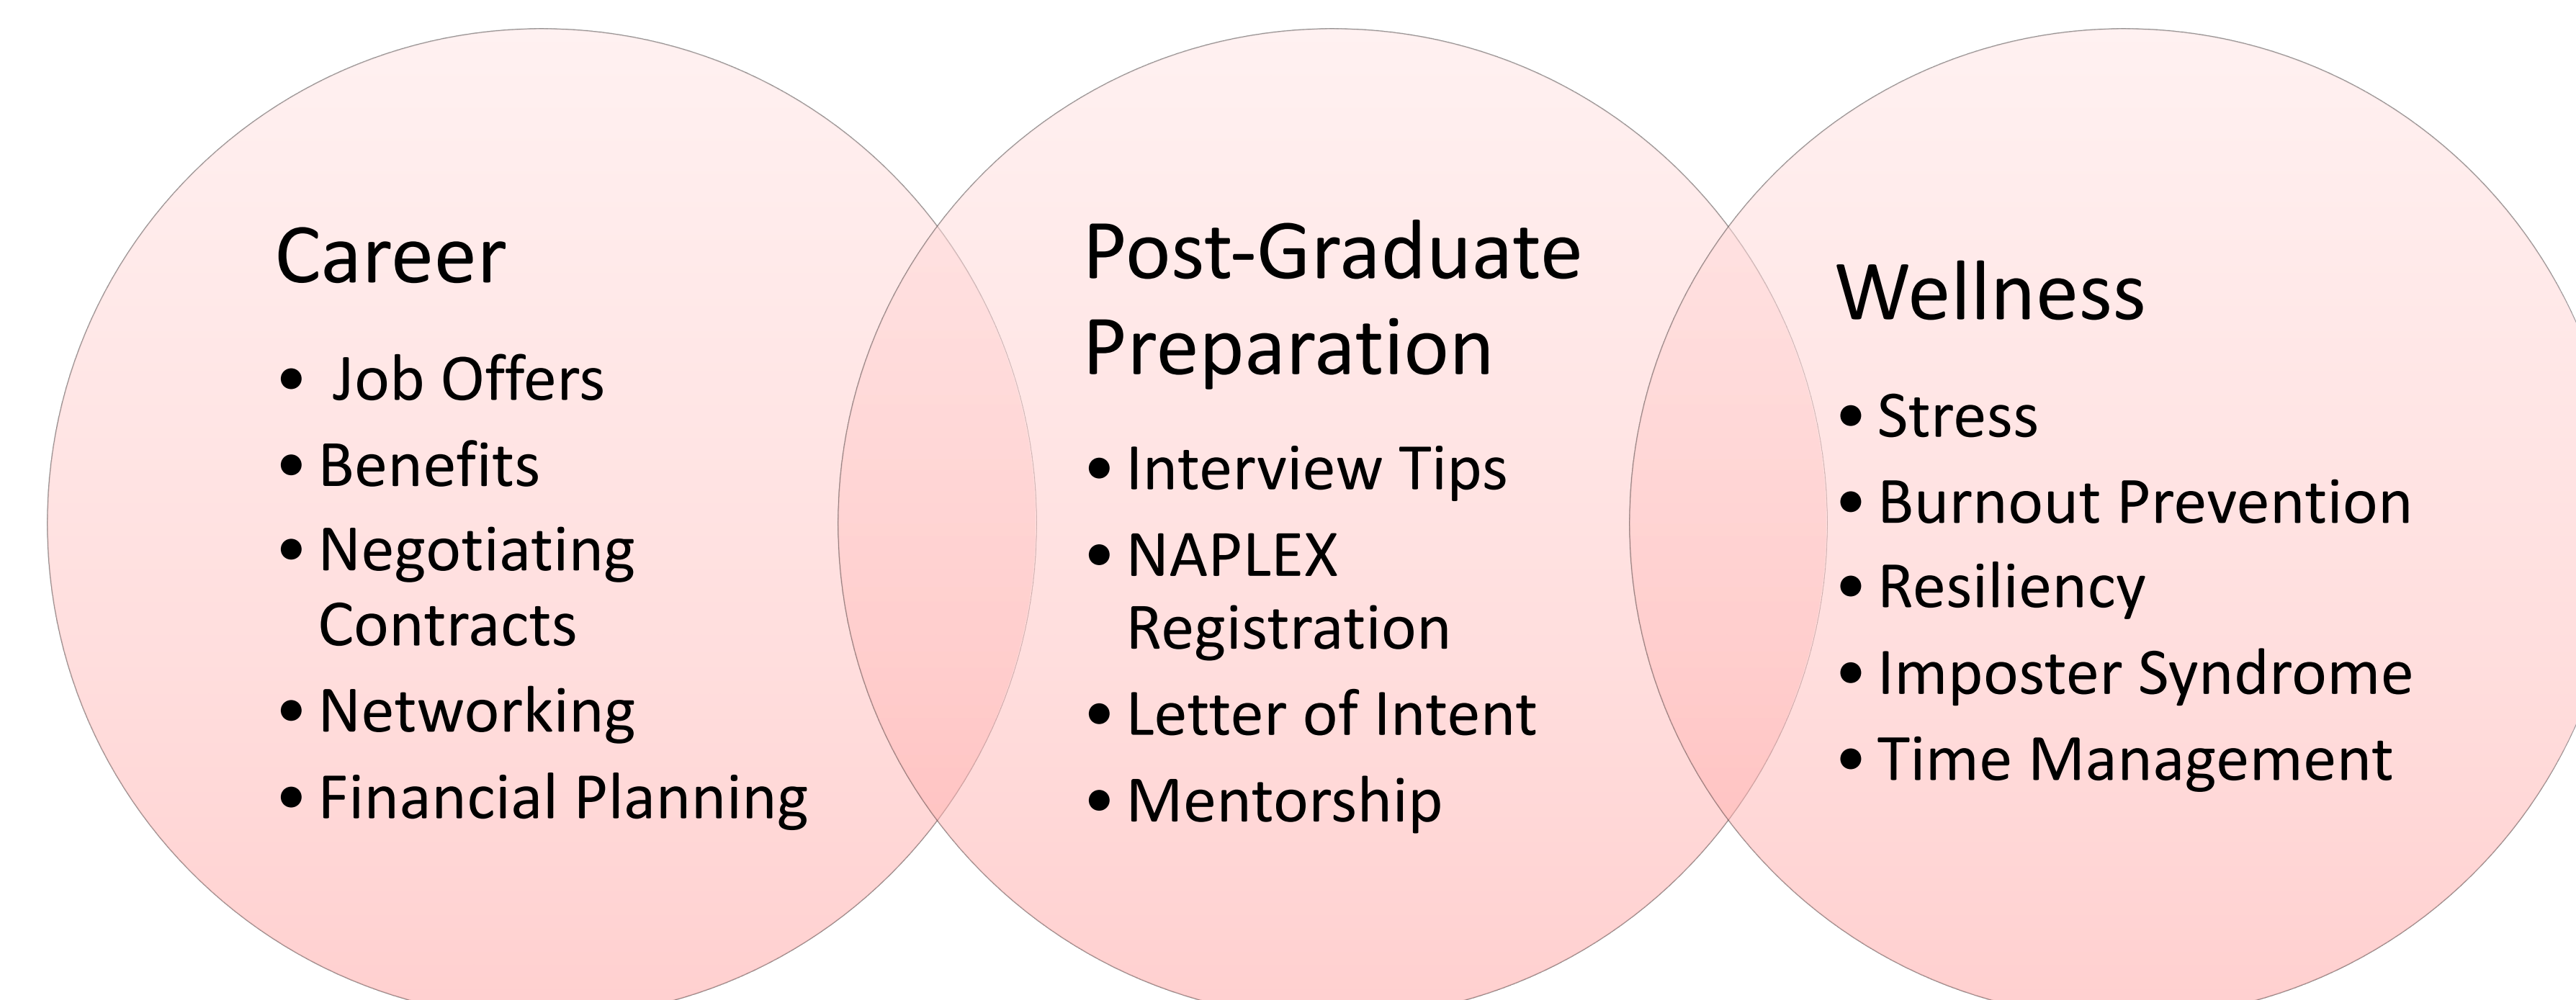 Career
• Job Offers
• Benefits
• Negotiating
Contracts
• Networking
• Financial Planning
Post-Graduate
Preparation
• Interview Tips
• NAPLEX
Registration
• Letter of Intent
• Mentorship
Wellness
• Stress
• Burnout Prevention
• Resiliency
• Imposter Syndrome
• Time Management